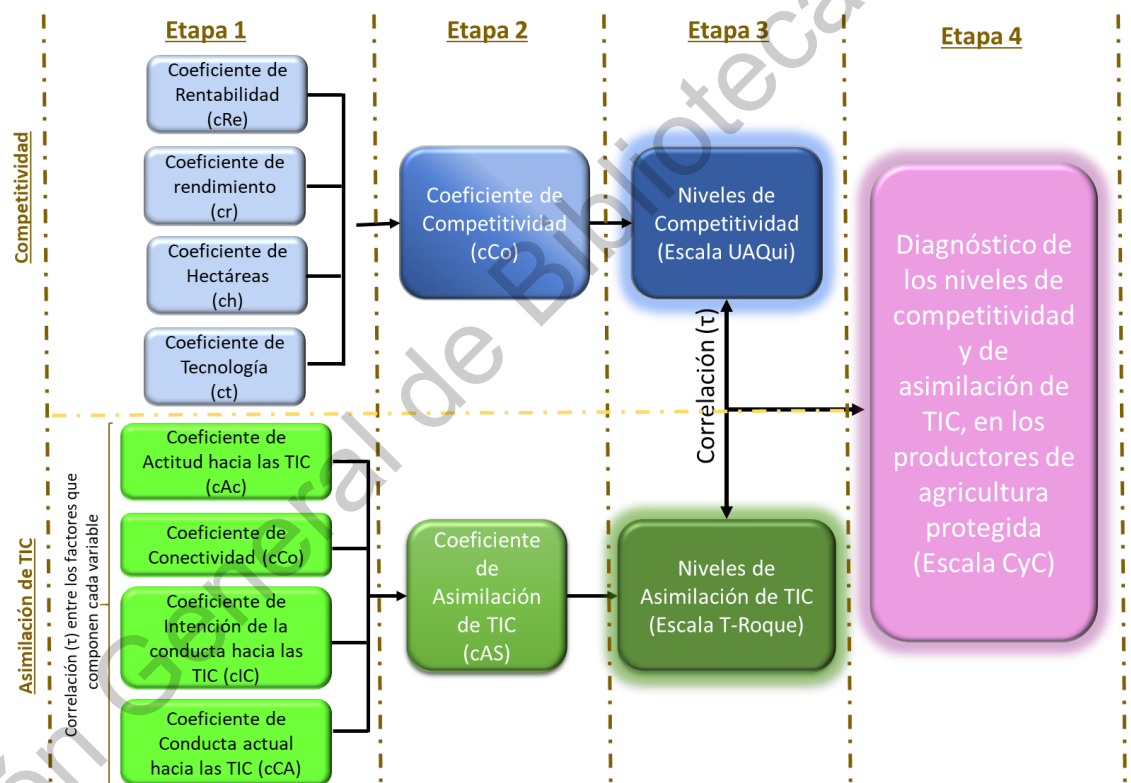 Etapa 1
Etapa 2
Etapa 3
Etapa 4
Competitividad
Coeficiente de
Rentabilidad
(cRe)
Coeficiente de
rendimiento
(cr)
Coeficiente de
Hectáreas
(ch)
Coeficiente de
Tecnología
(ct)
Coeficiente de
Competitividad
(cCo)
Niveles de
Competitividad
(Escala UAQui)
Correlación (τ)
Diagnóstico de
los niveles de
competitividad
y de
asimilación de
TIC, en los
productores de
agricultura
protegida
(Escala CyC)
Asimilación de TIC
Correlación (τ) entre los factores que
componen cada variable
Coeficiente de
Actitud hacia las TIC
(cAc)
Coeficiente de
Conectividad (cCo)
Coeficiente de
Intención de la
conducta hacia las
TIC (cIC)
Coeficiente de
Conducta actual
hacia las TIC (cCA)
Coeficiente
de
Asimilación
de TIC
(cAS)
Niveles de
Asimilación de TIC
(Escala T-Roque)
General de Biblioteca